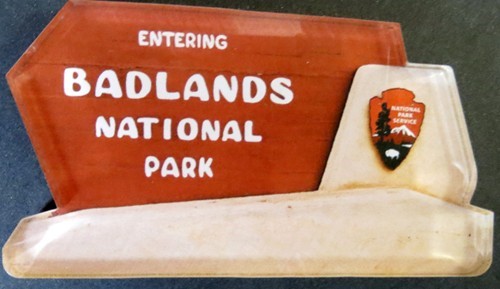 ENTERING
BADLANDS
NATIONAL
PARK
NATIONAL
PARK
SERVICE